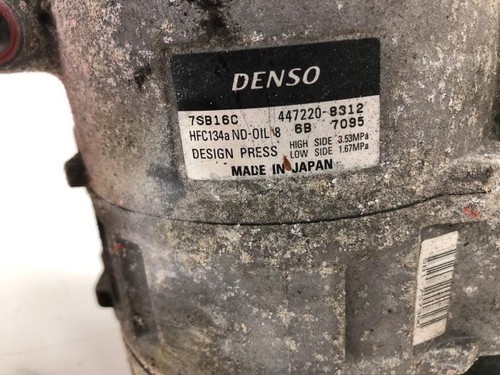 DENSO
7SB16C 447220-8312
HFC134a ND-OIL 8 6B 7095
DESIGN PRESS HIGH SIDE 3.53MPa
LOW SIDE 1.67MPa
MADE IN JAPAN